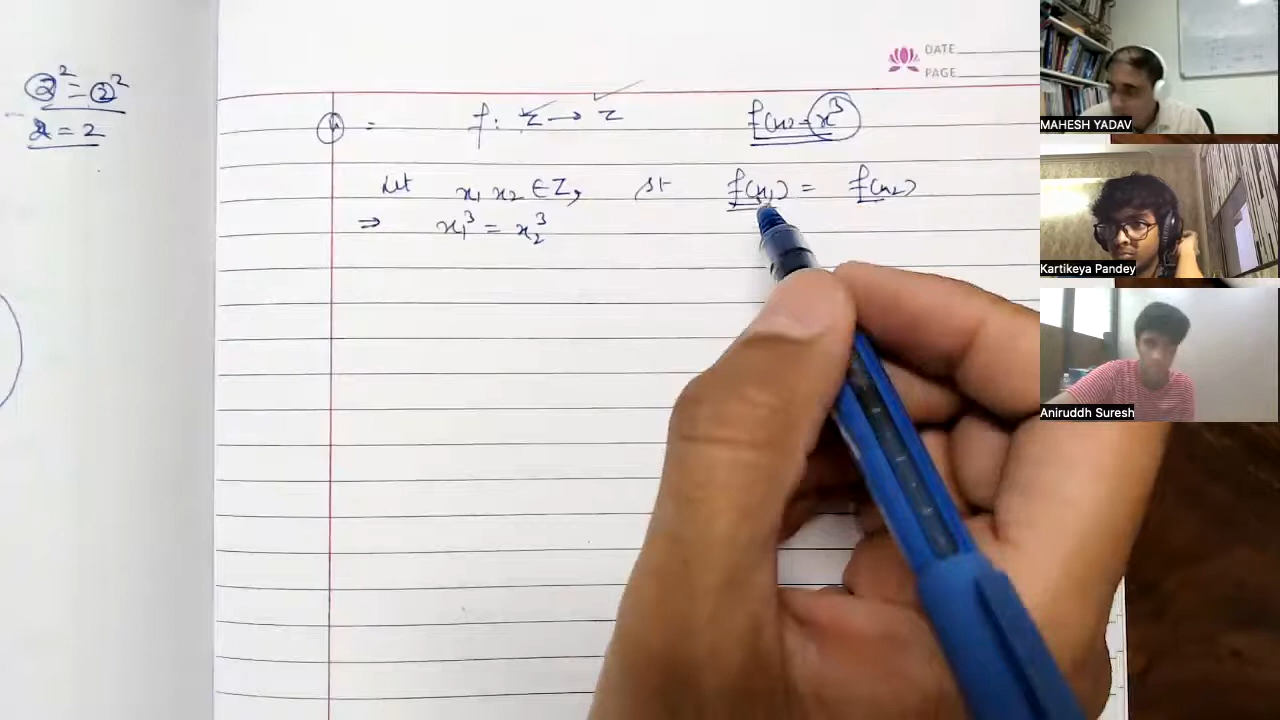 2² = 2²
2 = 2
DATE
PAGE
4 = f: Z → Z f(x) = x³
Let x₁ x₂ ∈ Z, st f(x₁) = f(x₂)
⇒ x₁³ = x₂³
MAHESH YADAV
Kartikeya Pandey
Aniruddh Suresh